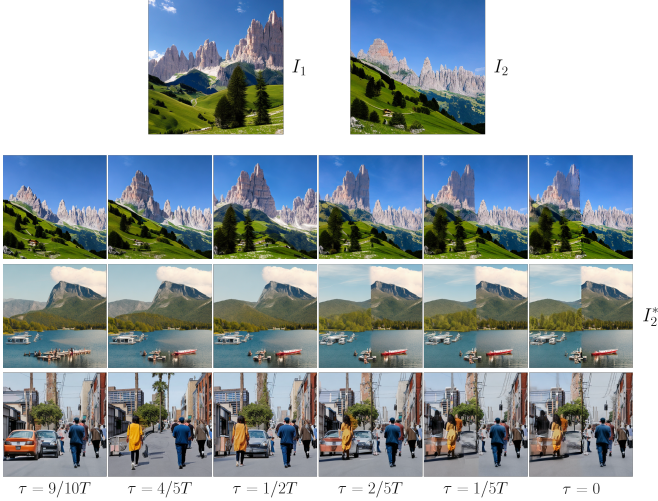 I₁
I₂
I₂*
τ = 9/10T
τ = 4/5T
τ = 1/2T
τ = 2/5T
τ = 1/5T
τ = 0